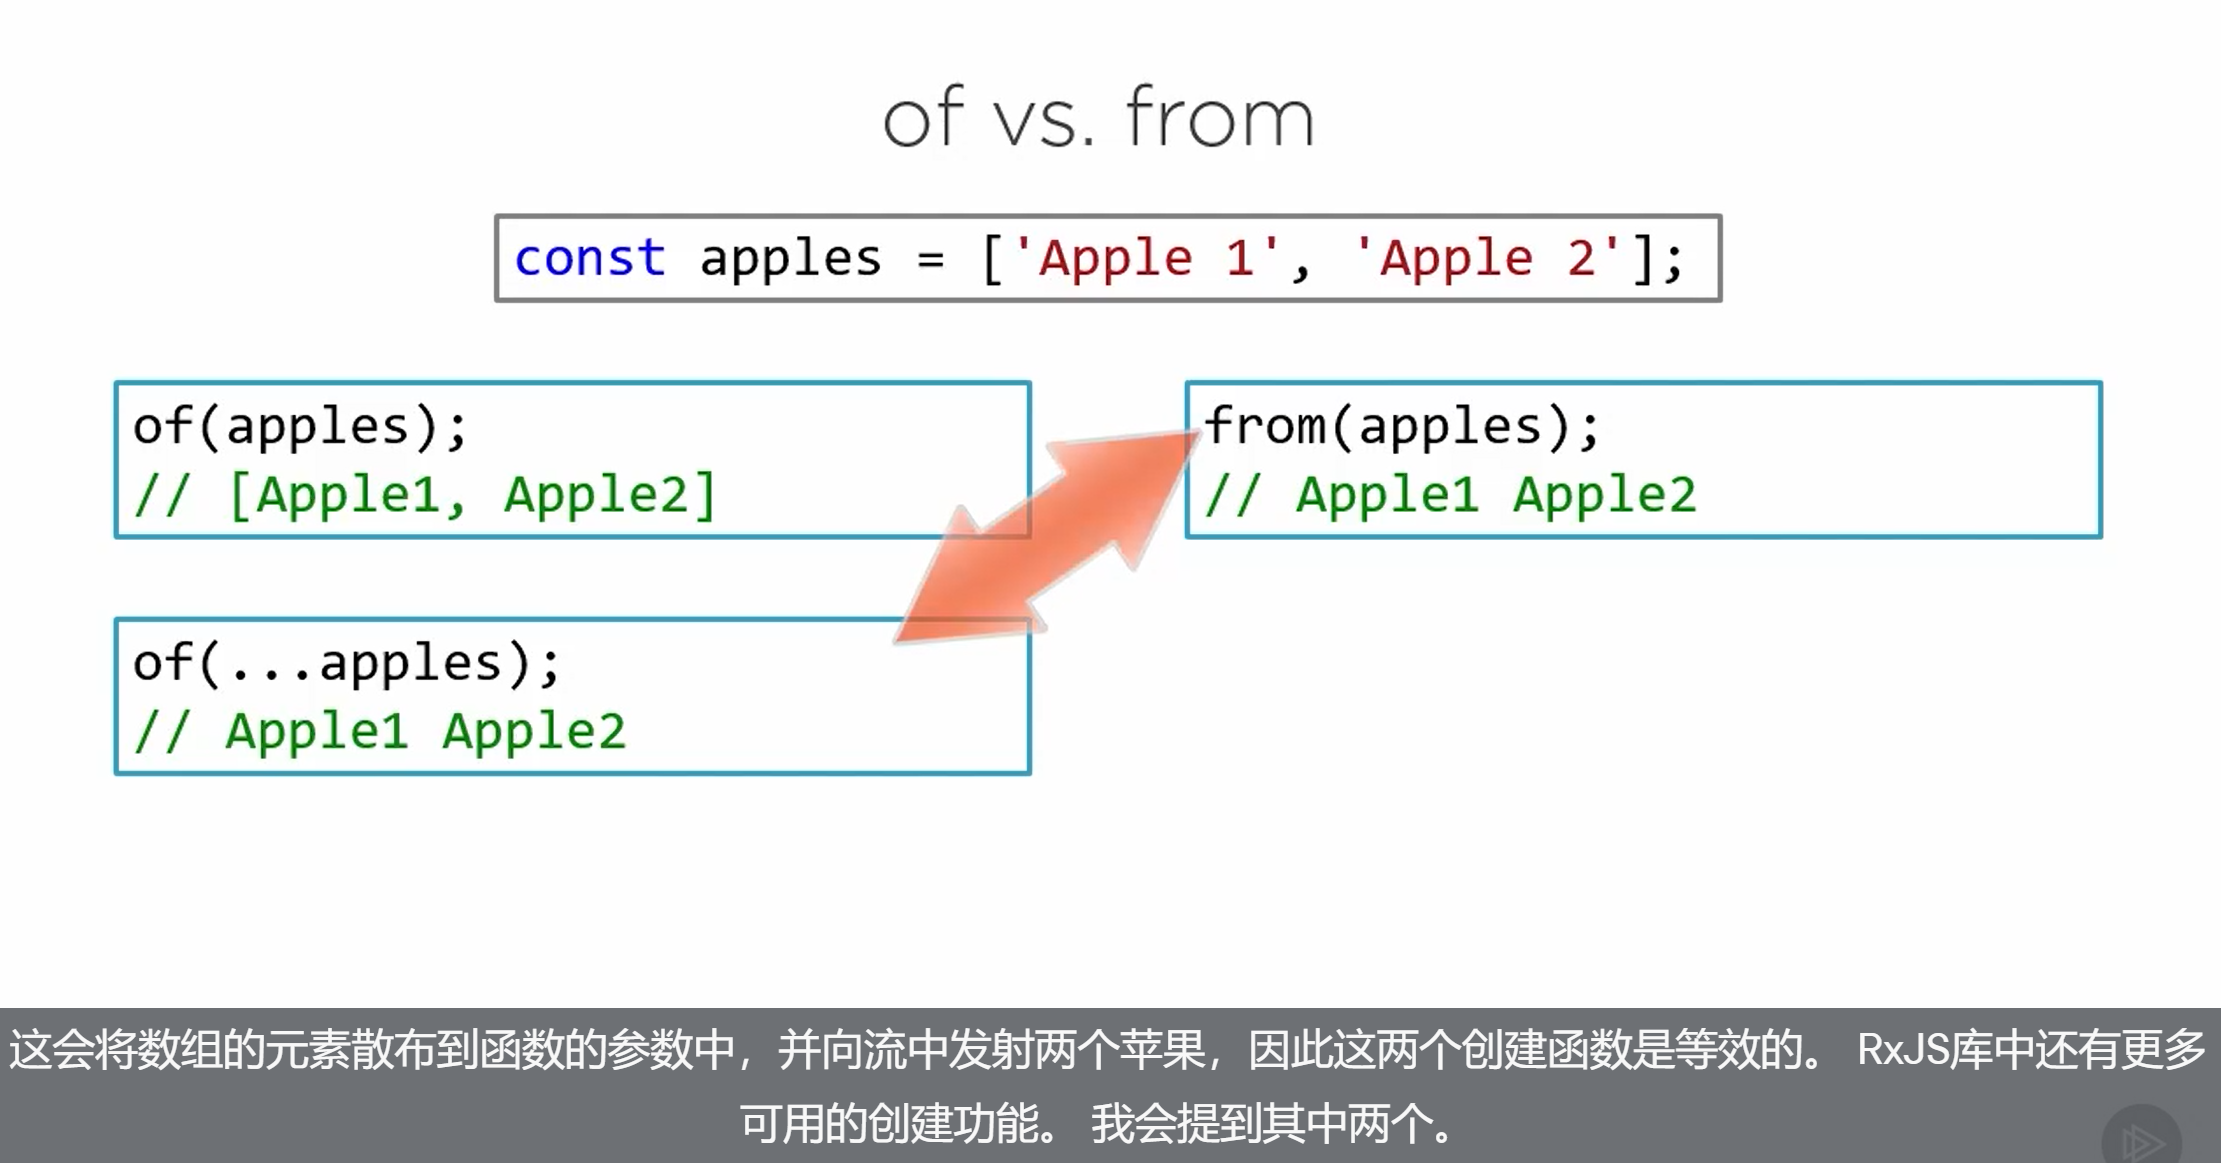 of vs. from
const apples = ['Apple 1', 'Apple 2'];
of(apples);
// [Apple1, Apple2]
from(apples);
// Apple1 Apple2
of(...apples);
// Apple1 Apple2
这会将数组的元素散布到函数的参数中，并向流中发射两个苹果，因此这两个创建函数是等效的。 RxJS库中还有更多
可用的创建功能。 我会提到其中两个。